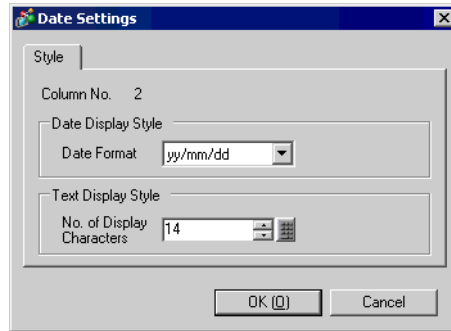 Date Settings
Style
Column No. 2
Date Display Style
Date Format yy/mm/dd
Text Display Style
No. of Display
Characters 14
OK (O) Cancel